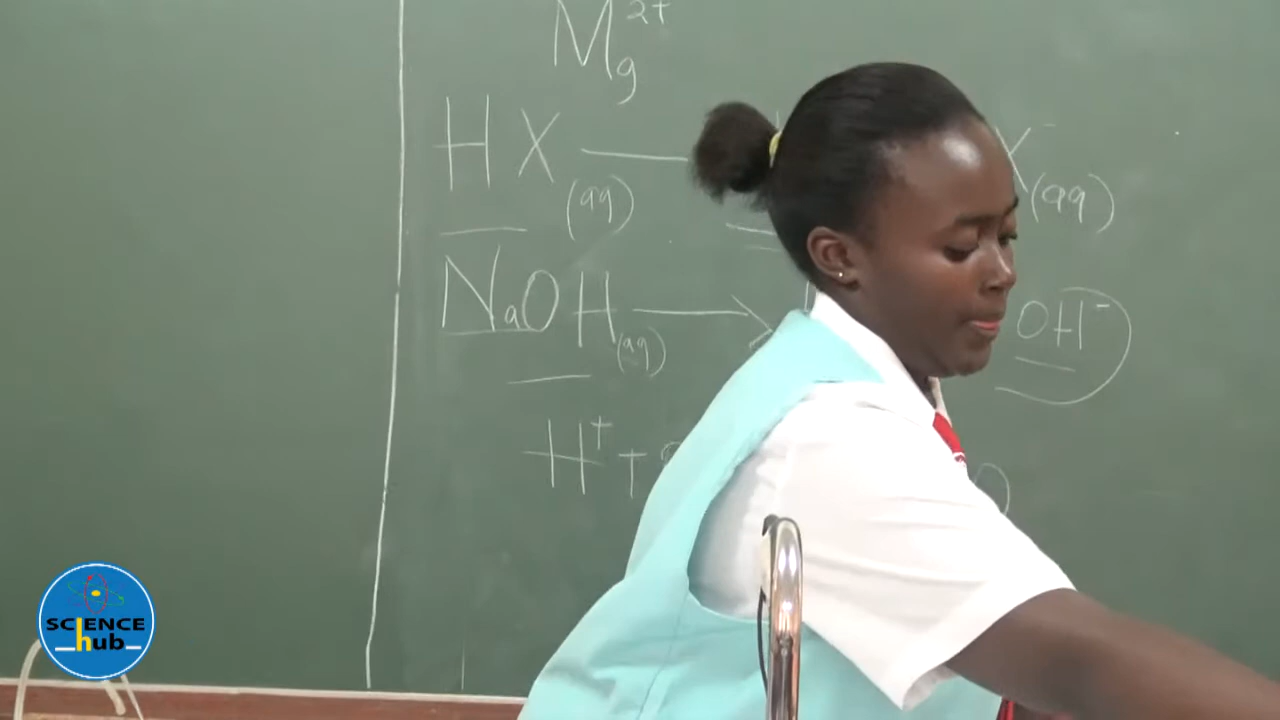 Mg²⁺
HX(aq) — X⁻(aq)
NaOH(aq) → OH⁻
H⁺ +
SCIENCE
hub